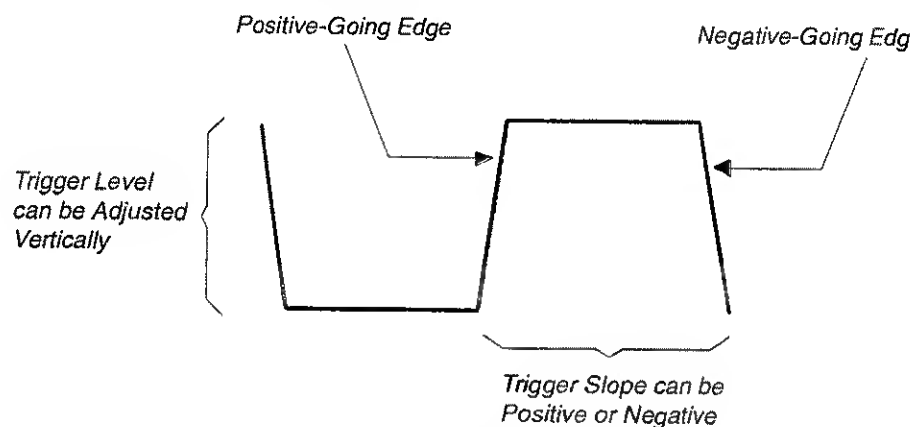 Positive-Going Edge
Negative-Going Edg
Trigger Level
can be Adjusted
Vertically
Trigger Slope can be
Positive or Negative